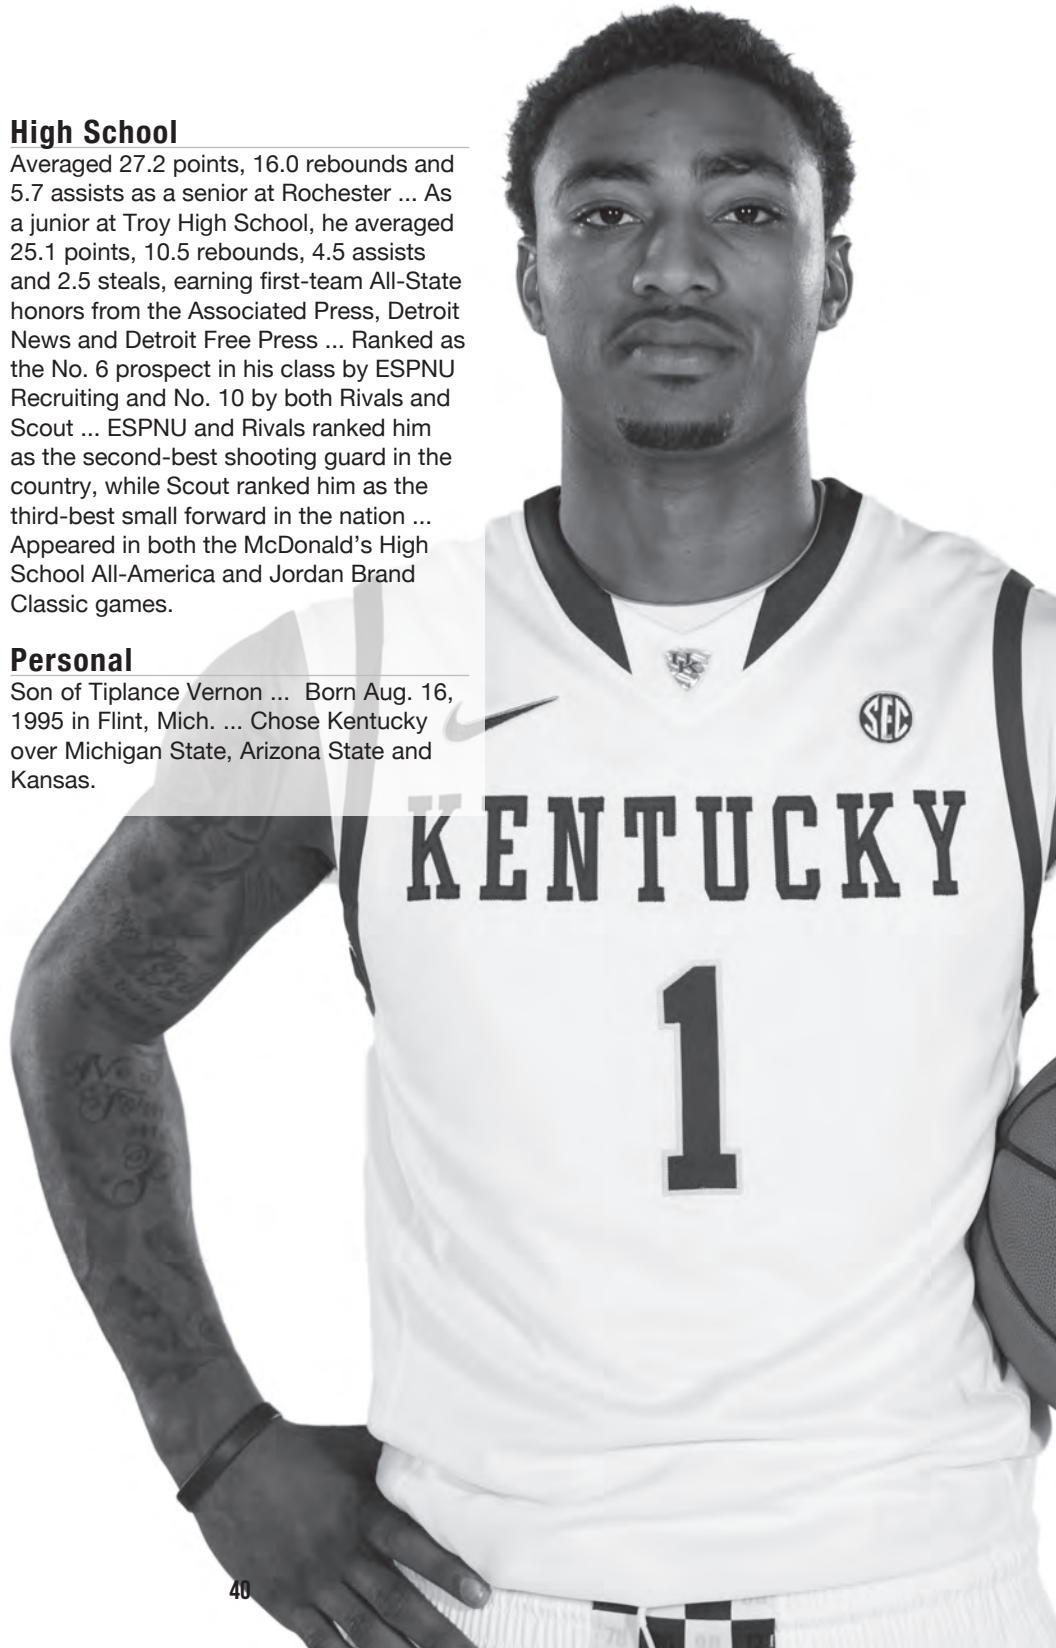 High School
Averaged 27.2 points, 16.0 rebounds and
5.7 assists as a senior at Rochester ... As
a junior at Troy High School, he averaged
25.1 points, 10.5 rebounds, 4.5 assists
and 2.5 steals, earning first-team All-State
honors from the Associated Press, Detroit
News and Detroit Free Press ... Ranked as
the No. 6 prospect in his class by ESPNU
Recruiting and No. 10 by both Rivals and
Scout ... ESPNU and Rivals ranked him
as the second-best shooting guard in the
country, while Scout ranked him as the
third-best small forward in the nation ...
Appeared in both the McDonald’s High
School All-America and Jordan Brand
Classic games.
Personal
Son of Tiplance Vernon ...  Born Aug. 16,
1995 in Flint, Mich. ... Chose Kentucky
over Michigan State, Arizona State and
Kansas.
UK
SEC
KENTUCKY
1
40